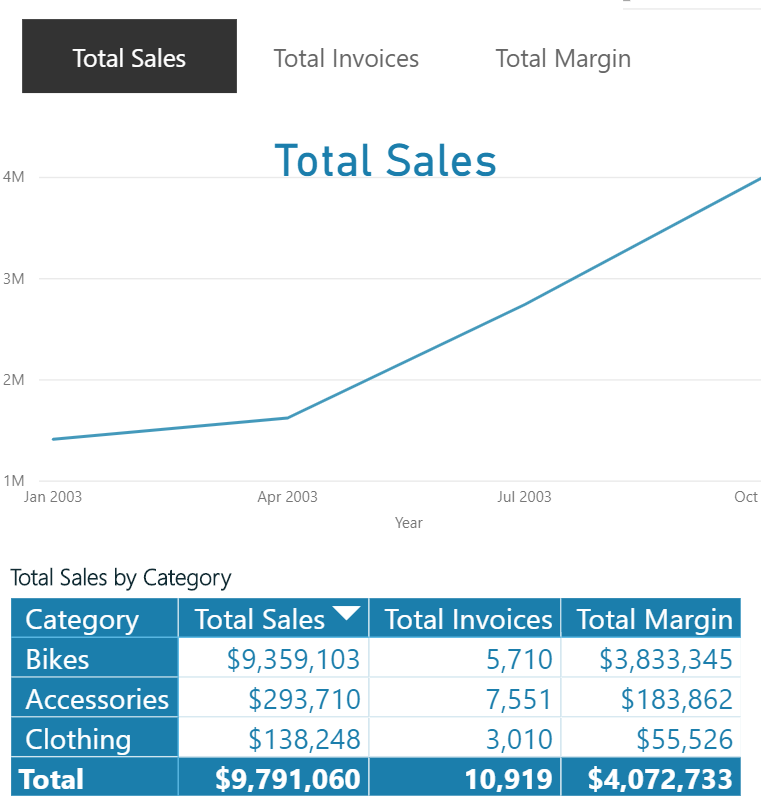 Total Sales Total Invoices Total Margin
Total Sales
4M
3M
2M
1M
Jan 2003 Apr 2003 Jul 2003 Oct
Year
Total Sales by Category
Category Total Sales Total Invoices Total Margin
Bikes $9,359,103 5,710 $3,833,345
Accessories $293,710 7,551 $183,862
Clothing $138,248 3,010 $55,526
Total $9,791,060 10,919 $4,072,733